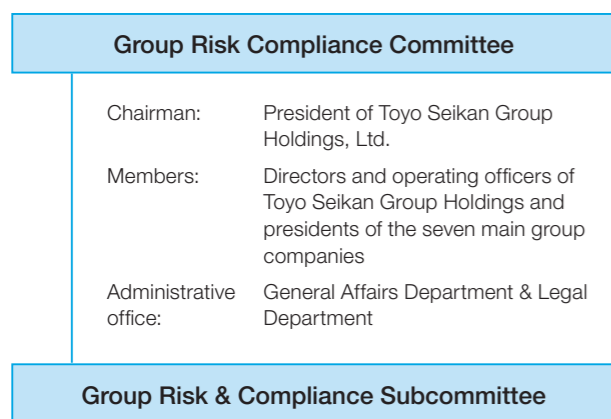 Group Risk Compliance Committee
Chairman: President of Toyo Seikan Group
Holdings, Ltd.
Members: Directors and operating officers of
Toyo Seikan Group Holdings and
presidents of the seven main group
companies
Administrative General Affairs Department & Legal
office: Department
Group Risk & Compliance Subcommittee